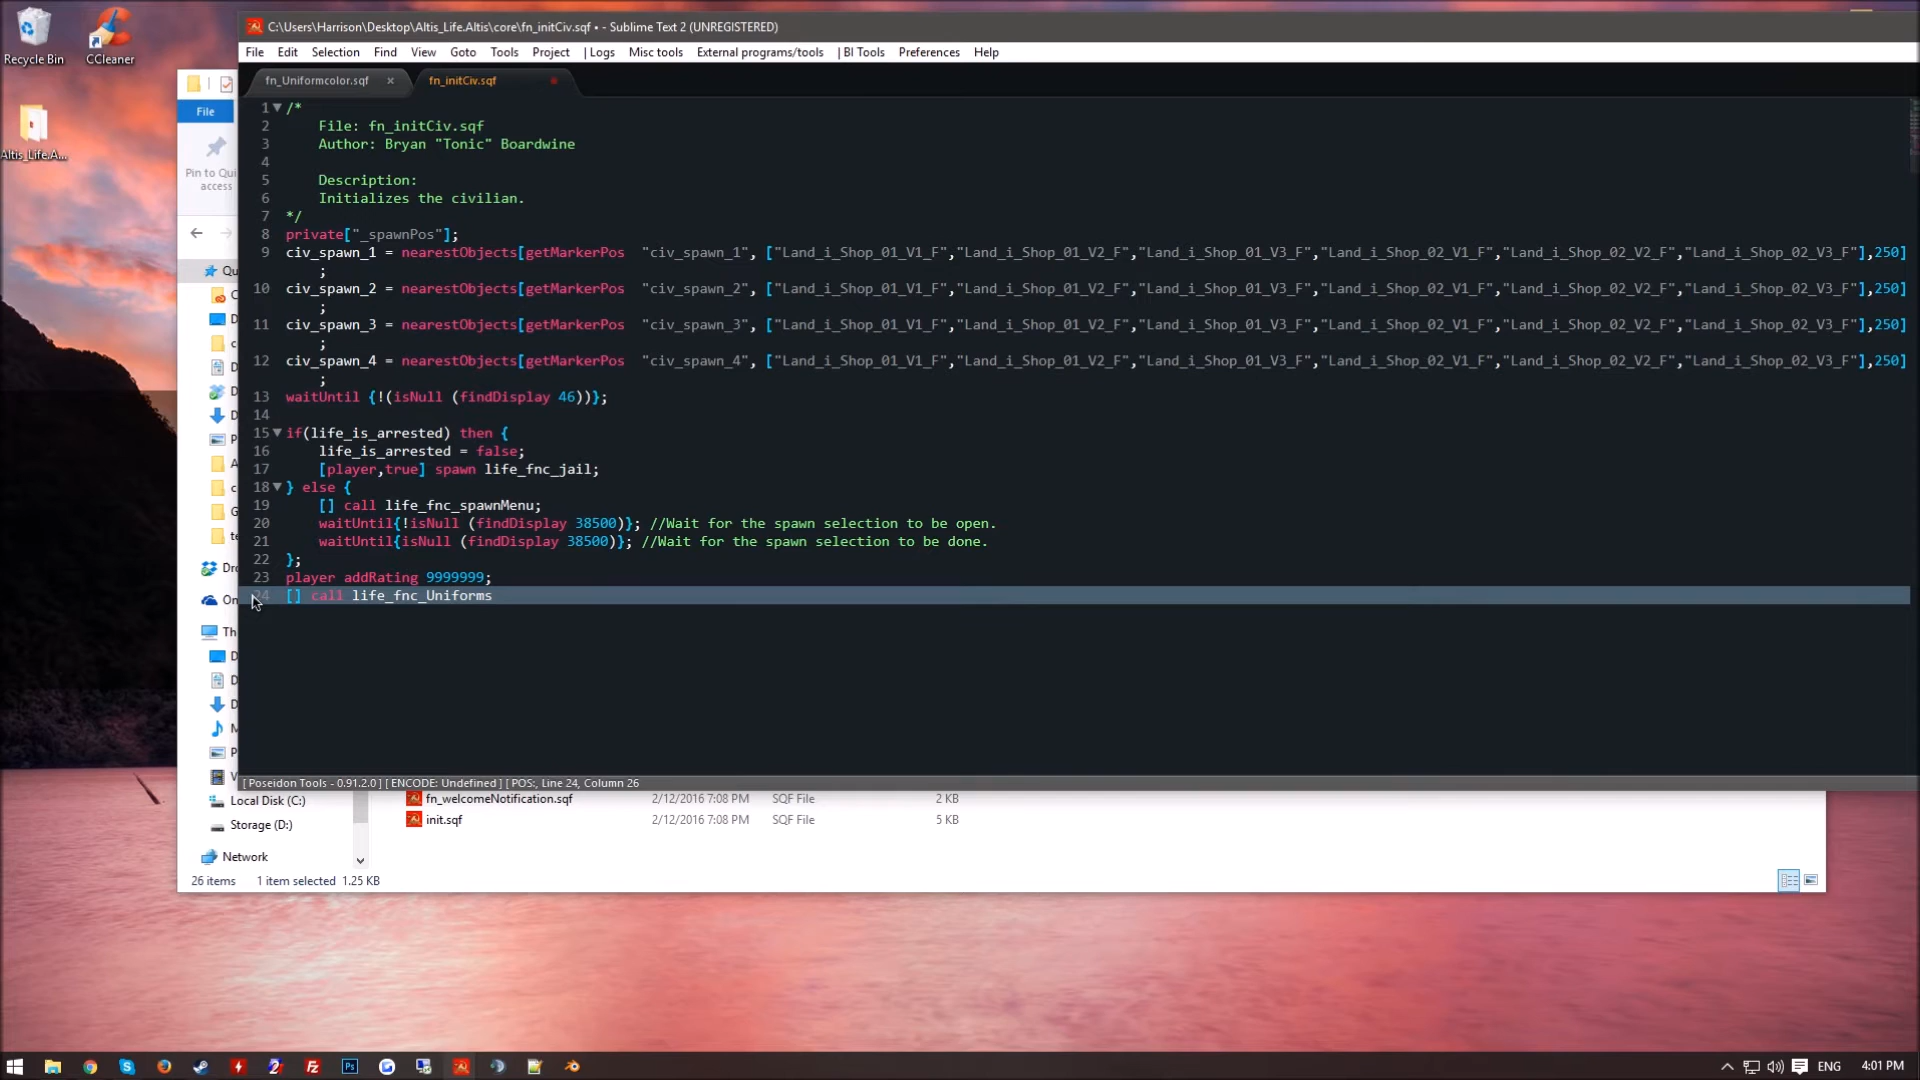 Recycle Bin
CCleaner
Altis_Life.A...
C:\Users\Harrison\Desktop\Altis_Life.Altis\core\fn_initCiv.sqf • - Sublime Text 2 (UNREGISTERED)
File Edit Selection Find View Goto Tools Project | Logs Misc tools External programs/tools | BI Tools Preferences Help
fn_Uniformcolor.sqf × fn_initCiv.sqf
File
Pin to Qui
access
1 /*
2 File: fn_initCiv.sqf
3 Author: Bryan "Tonic" Boardwine
4
5 Description:
6 Initializes the civilian.
7 */
8 private["_spawnPos"];
9 civ_spawn_1 = nearestObjects[getMarkerPos  "civ_spawn_1", ["Land_i_Shop_01_V1_F","Land_i_Shop_01_V2_F","Land_i_Shop_01_V3_F","Land_i_Shop_02_V1_F","Land_i_Shop_02_V2_F","Land_i_Shop_02_V3_F"],250]
;
10 civ_spawn_2 = nearestObjects[getMarkerPos  "civ_spawn_2", ["Land_i_Shop_01_V1_F","Land_i_Shop_01_V2_F","Land_i_Shop_01_V3_F","Land_i_Shop_02_V1_F","Land_i_Shop_02_V2_F","Land_i_Shop_02_V3_F"],250]
;
11 civ_spawn_3 = nearestObjects[getMarkerPos  "civ_spawn_3", ["Land_i_Shop_01_V1_F","Land_i_Shop_01_V2_F","Land_i_Shop_01_V3_F","Land_i_Shop_02_V1_F","Land_i_Shop_02_V2_F","Land_i_Shop_02_V3_F"],250]
;
12 civ_spawn_4 = nearestObjects[getMarkerPos  "civ_spawn_4", ["Land_i_Shop_01_V1_F","Land_i_Shop_01_V2_F","Land_i_Shop_01_V3_F","Land_i_Shop_02_V1_F","Land_i_Shop_02_V2_F","Land_i_Shop_02_V3_F"],250]
;
13 waitUntil {!(isNull (findDisplay 46))};
14
15 if(life_is_arrested) then {
16 life_is_arrested = false;
17 [player,true] spawn life_fnc_jail;
18 } else {
19 [] call life_fnc_spawnMenu;
20 waitUntil{!isNull (findDisplay 38500)}; //Wait for the spawn selection to be open.
21 waitUntil{isNull (findDisplay 38500)}; //Wait for the spawn selection to be done.
22 };
23 player addRating 9999999;
24 [] call life_fnc_Uniforms
Qu
Dro
On
Th
[ Poseidon Tools - 0.91.2.0 ] [ ENCODE: Undefined ] [ POS:, Line 24, Column 26
Local Disk (C:)
Storage (D:)
Network
fn_welcomeNotification.sqf 2/12/2016 7:08 PM SQF File 2 KB
init.sqf 2/12/2016 7:08 PM SQF File 5 KB
26 items 1 item selected 1.25 KB
ENG 4:01 PM